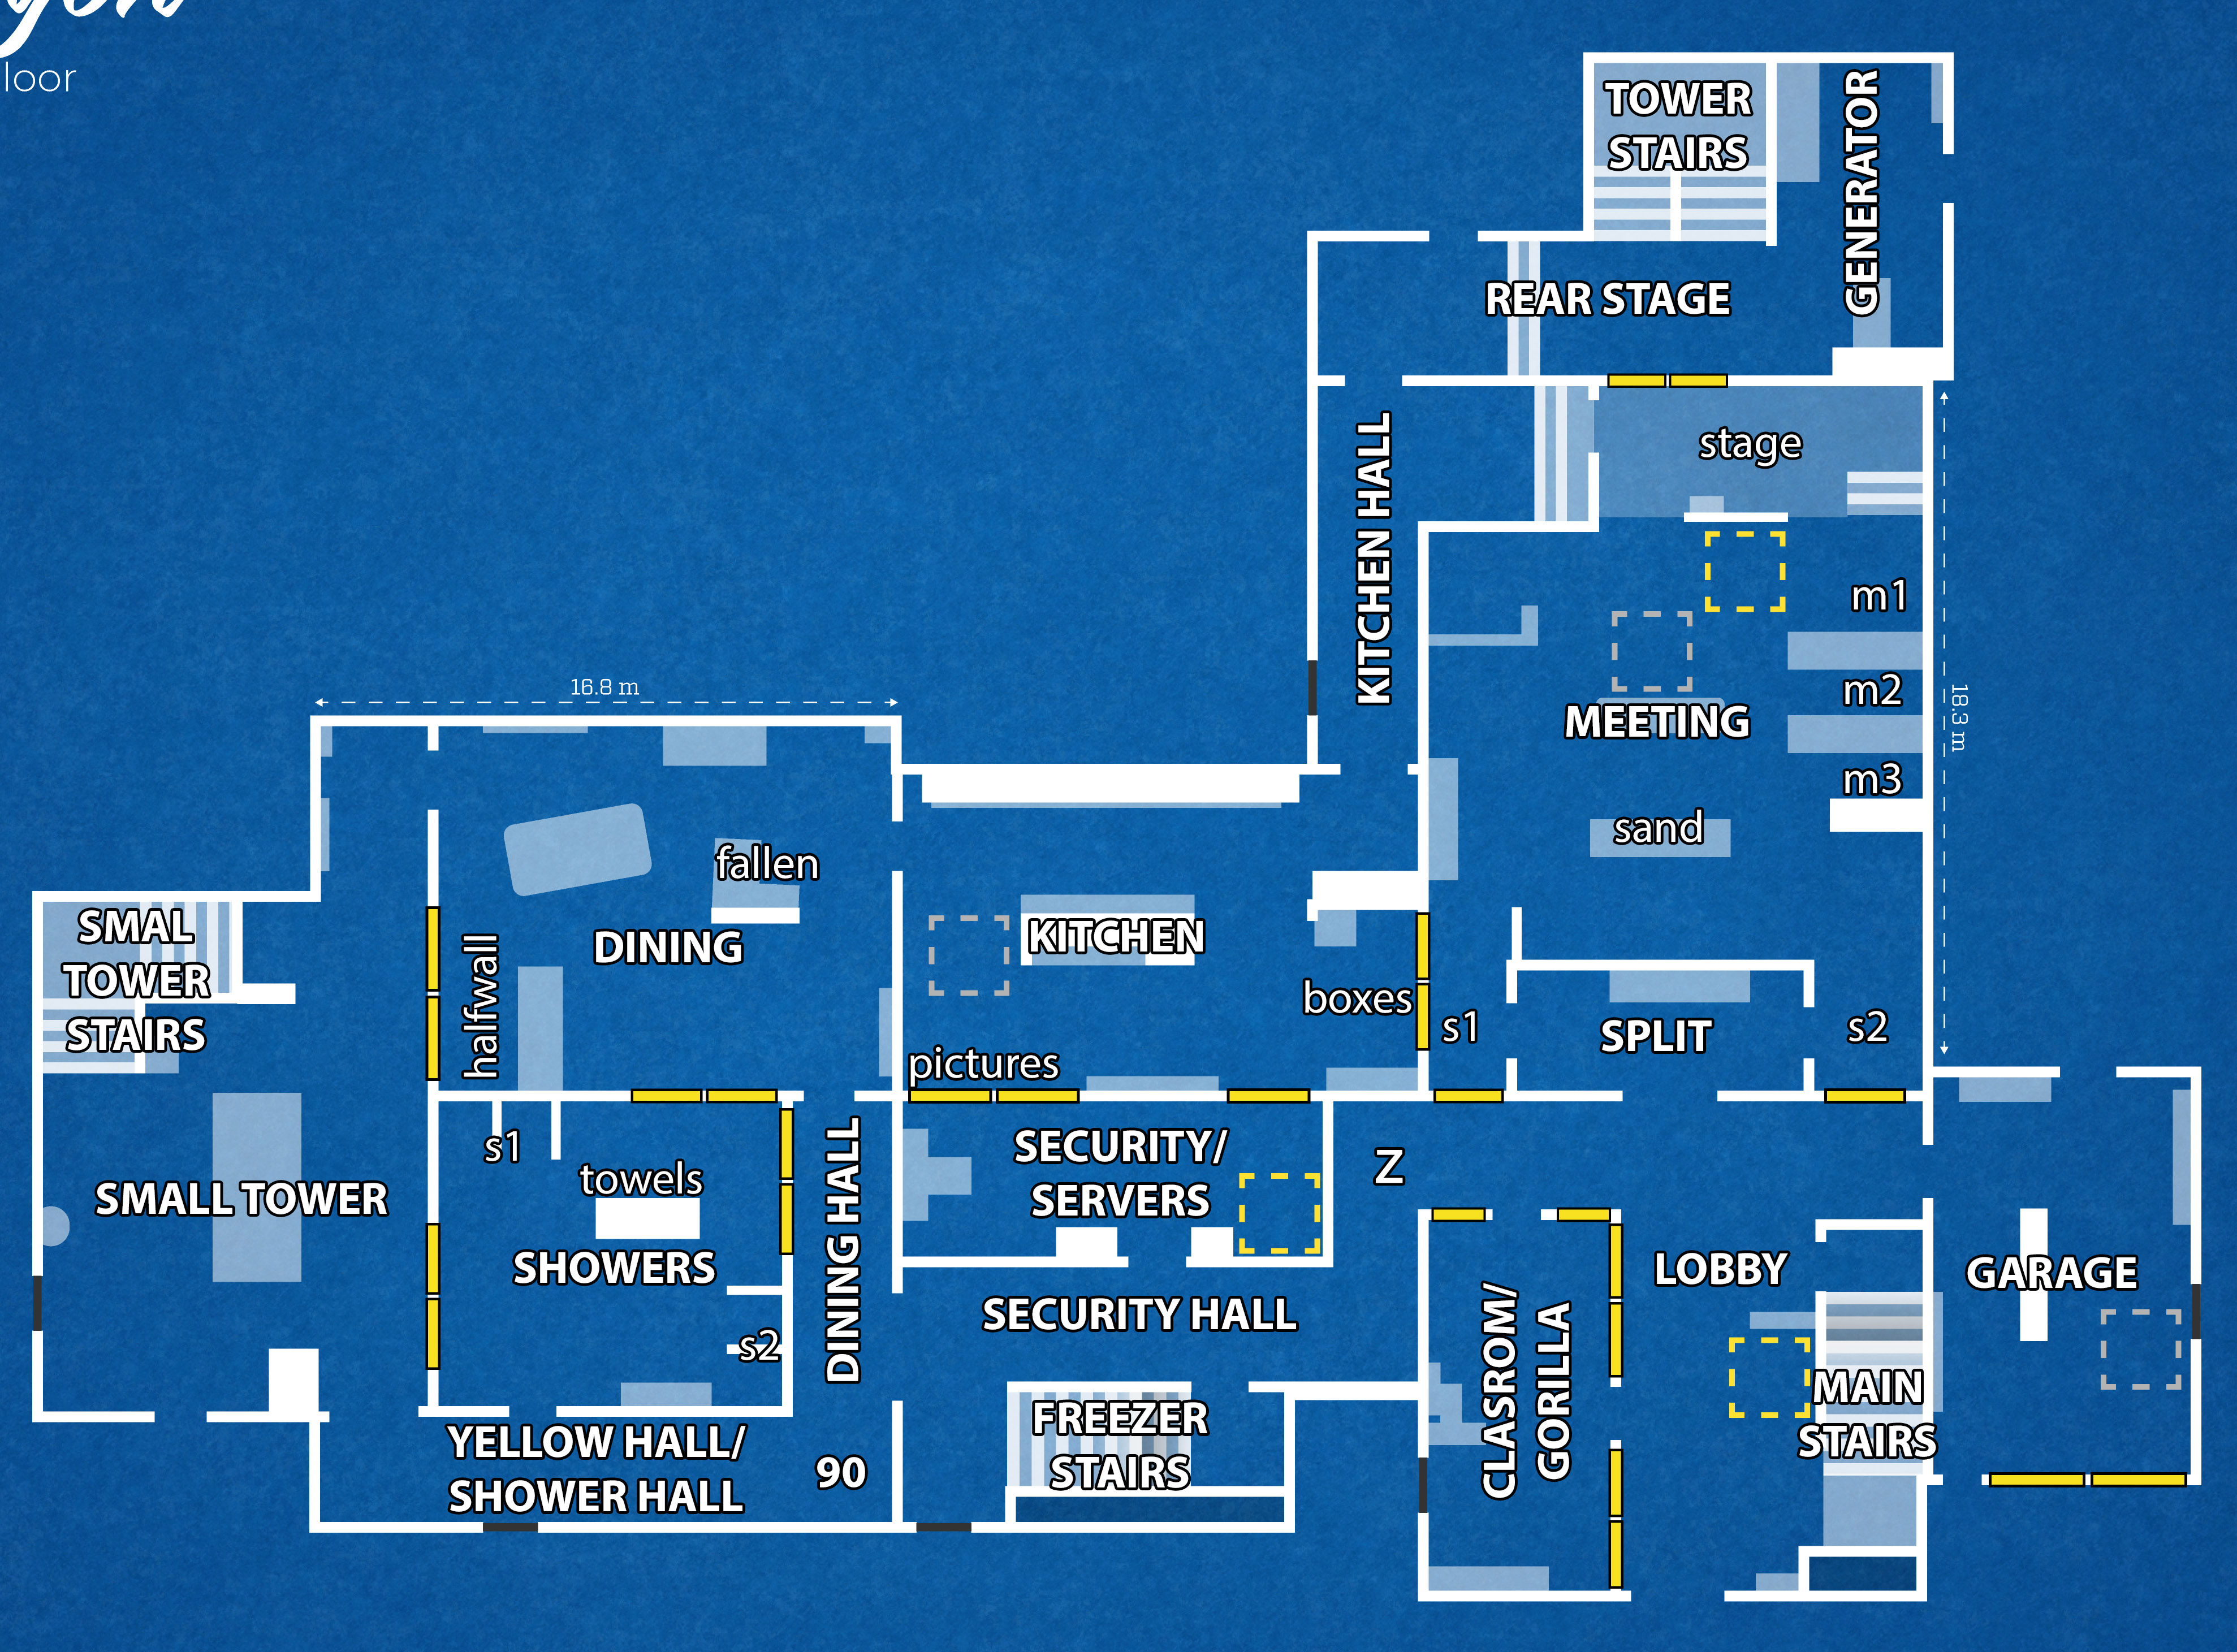 loor
TOWER
STAIRS
GENERATOR
REAR STAGE
stage
KITCHEN HALL
m1
m2
MEETING
m3
sand
18.3 m
16.8 m
fallen
DINING
halfwall
KITCHEN
boxes
pictures
s1
SPLIT
s2
SMAL
TOWER
STAIRS
SMALL TOWER
s1
towels
SHOWERS
s2
DINING HALL
SECURITY/
SERVERS
Z
SECURITY HALL
LOBBY
GARAGE
CLASROM/
GORILLA
MAIN
STAIRS
FREEZER
STAIRS
YELLOW HALL/
SHOWER HALL
90